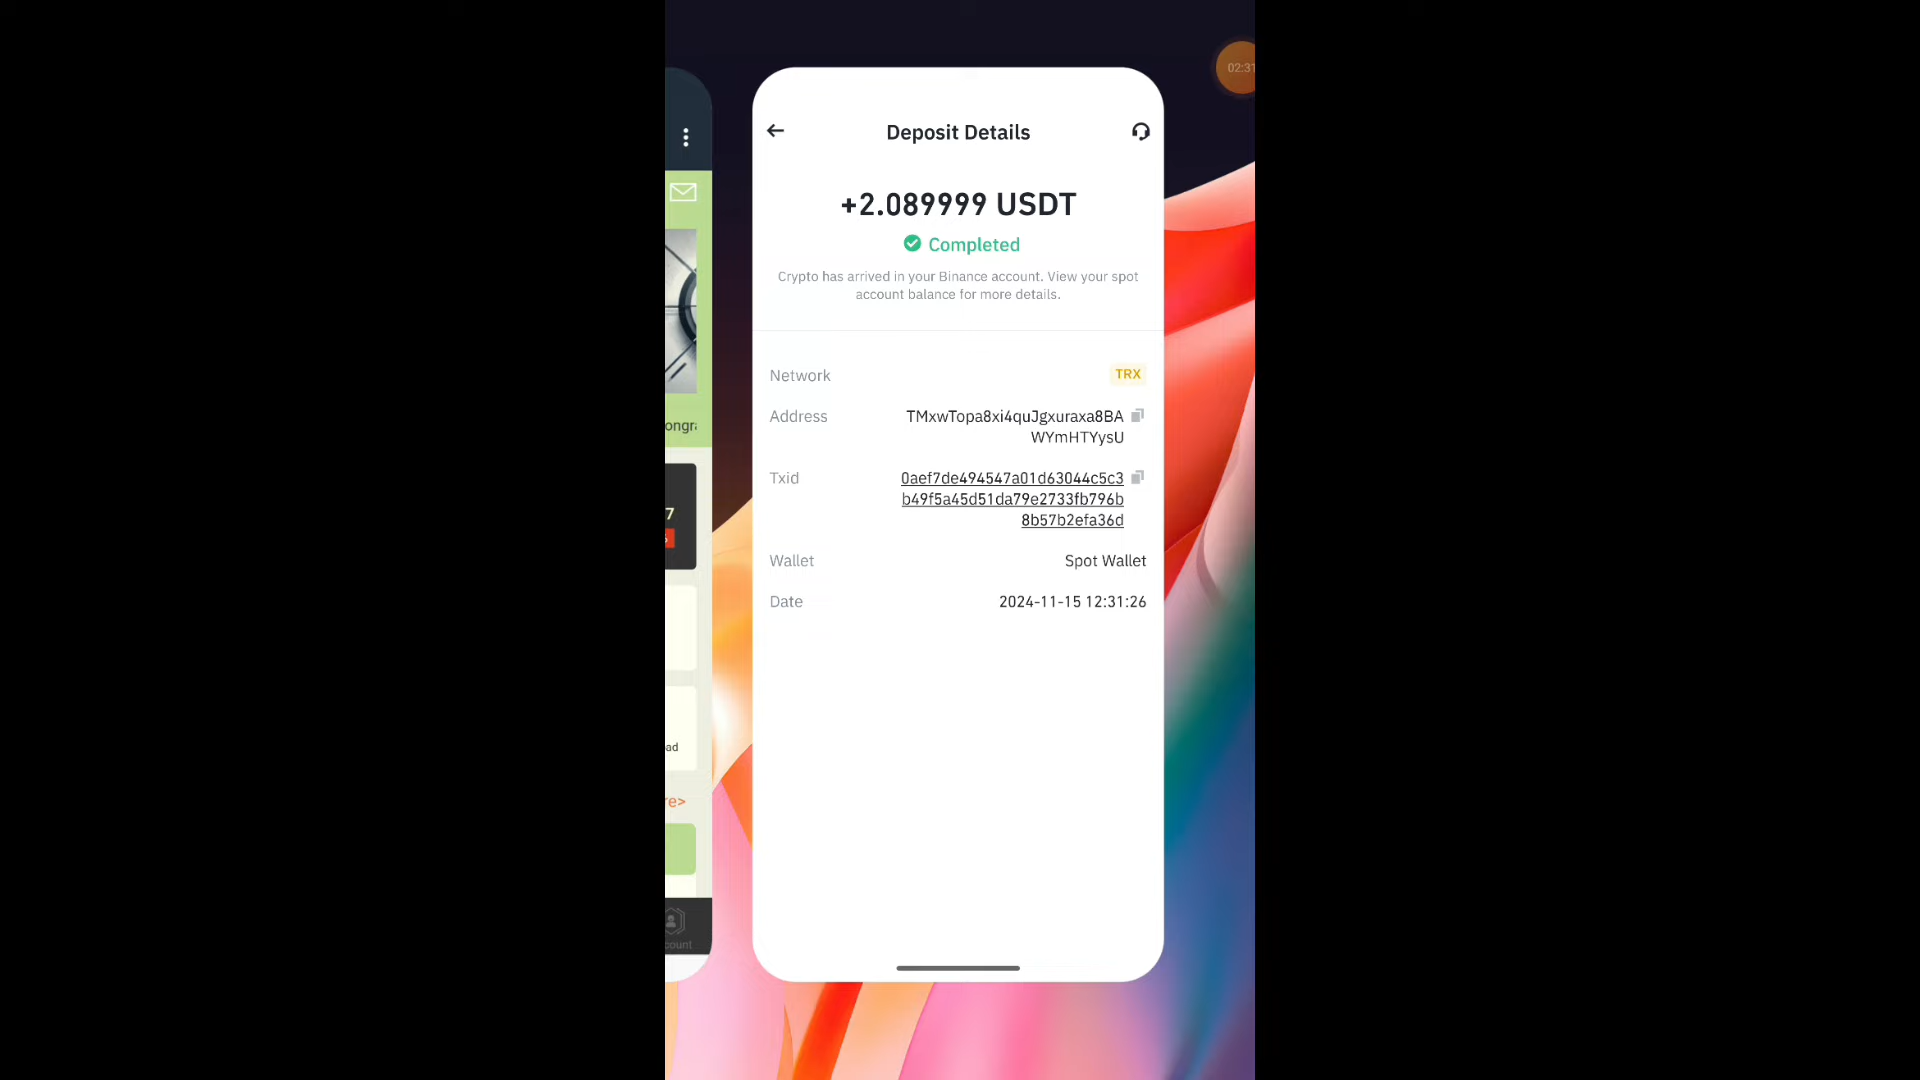 02:31
Deposit Details
+2.089999 USDT
Completed
Crypto has arrived in your Binance account. View your spot
account balance for more details.
Network TRX
Address TMxwTopa8xi4quJgxuraxa8BA
WYmHTYysU
Txid 0aef7de494547a01d63044c5c3
b49f5a45d51da79e2733fb796b
8b57b2efa36d
Wallet Spot Wallet
Date 2024-11-15 12:31:26
ongra
7
ad
re>
count